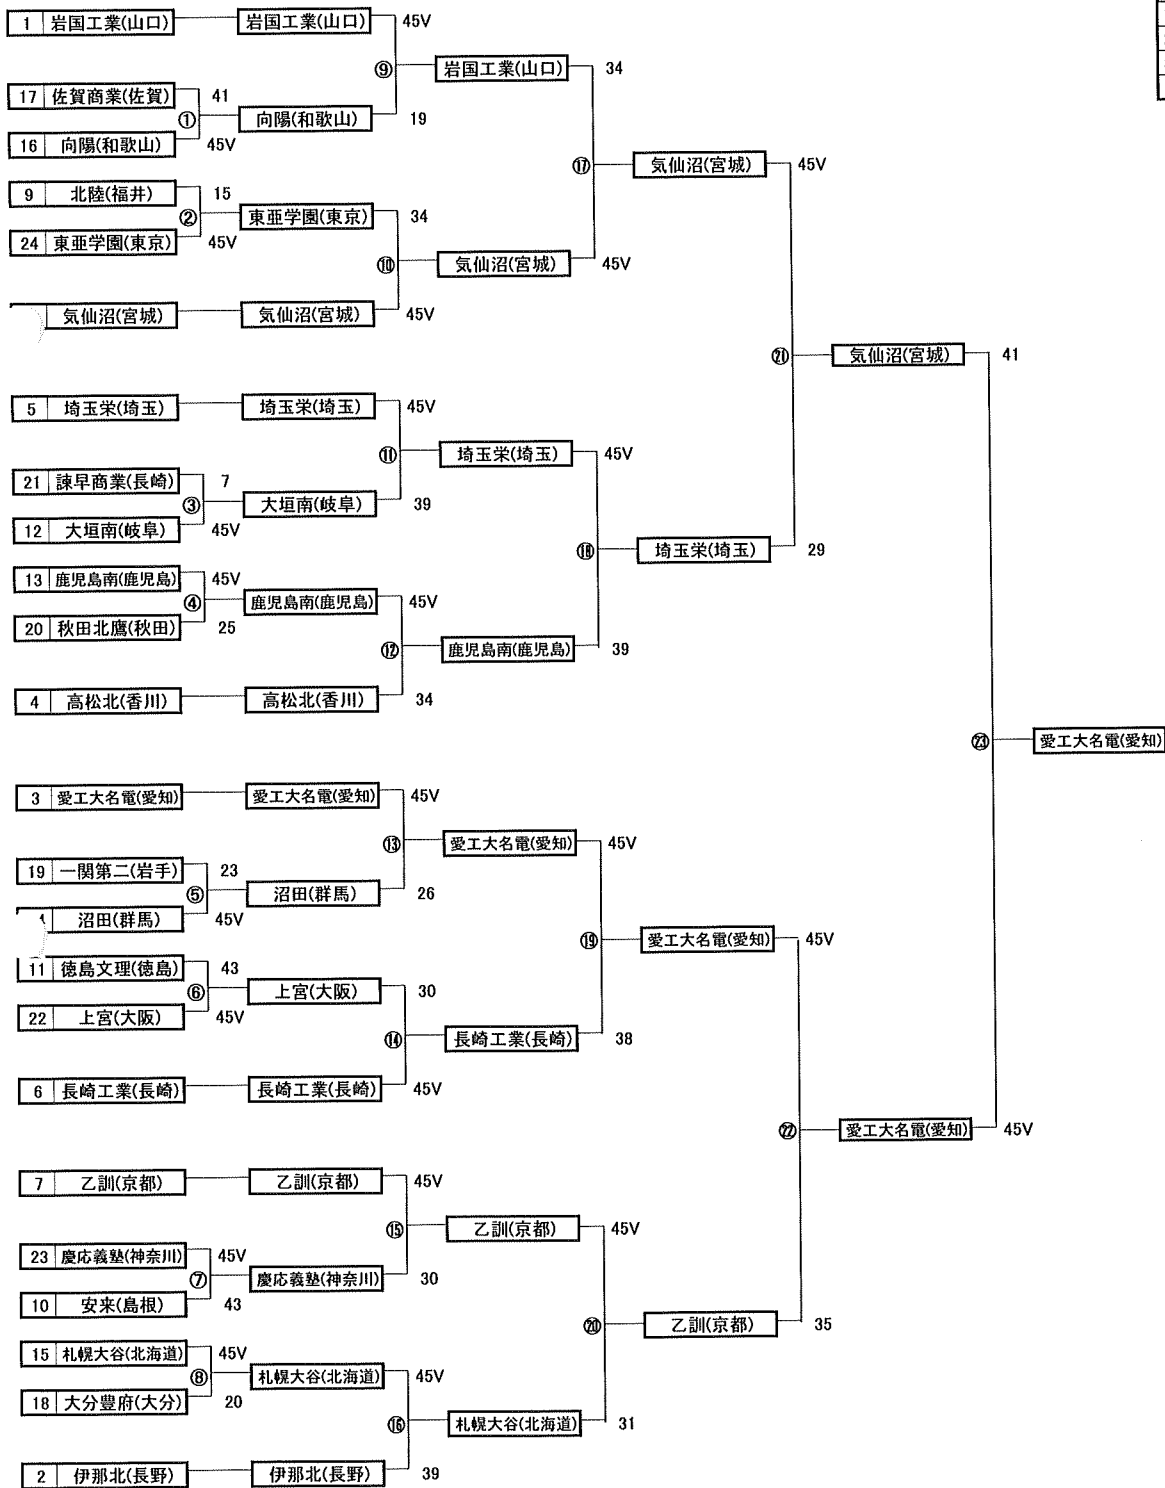 1 岩国工業(山口) 岩国工業(山口) 45V
⑨ 岩国工業(山口) 34
17 佐賀商業(佐賀) 41
① 向陽(和歌山) 19
16 向陽(和歌山) 45V
⑰ 気仙沼(宮城) 45V
9 北陸(福井) 15
② 東亜学園(東京) 34
24 東亜学園(東京) 45V
⑩ 気仙沼(宮城) 45V
気仙沼(宮城) 気仙沼(宮城) 45V
㉑ 気仙沼(宮城) 41
5 埼玉栄(埼玉) 埼玉栄(埼玉) 45V
⑪ 埼玉栄(埼玉) 45V
21 諫早商業(長崎) 7
③ 大垣南(岐阜) 39
12 大垣南(岐阜) 45V
⑱ 埼玉栄(埼玉) 29
13 鹿児島南(鹿児島) 45V
④ 鹿児島南(鹿児島) 45V
20 秋田北鷹(秋田) 25
⑫ 鹿児島南(鹿児島) 39
4 高松北(香川) 高松北(香川) 34
㉓ 愛工大名電(愛知)
3 愛工大名電(愛知) 愛工大名電(愛知) 45V
⑬ 愛工大名電(愛知) 45V
19 一関第二(岩手) 23
⑤ 沼田(群馬) 26
沼田(群馬) 45V
⑲ 愛工大名電(愛知) 45V
11 徳島文理(徳島) 43
⑥ 上宮(大阪) 30
22 上宮(大阪) 45V
⑭ 長崎工業(長崎) 38
6 長崎工業(長崎) 長崎工業(長崎) 45V
㉒ 愛工大名電(愛知) 45V
7 乙訓(京都) 乙訓(京都) 45V
⑮ 乙訓(京都) 45V
23 慶応義塾(神奈川) 45V
⑦ 慶応義塾(神奈川) 30
10 安来(島根) 43
⑳ 乙訓(京都) 35
15 札幌大谷(北海道) 45V
⑧ 札幌大谷(北海道) 45V
18 大分豊府(大分) 20
⑯ 札幌大谷(北海道) 31
2 伊那北(長野) 伊那北(長野) 39